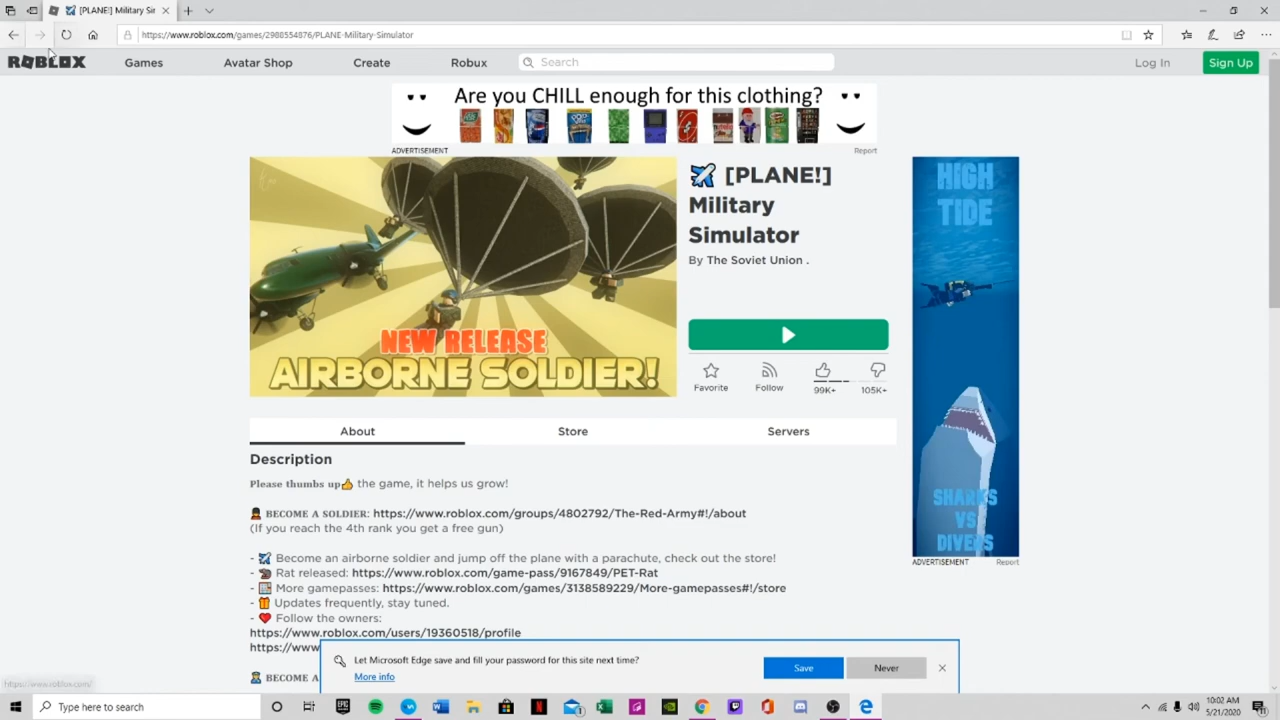 [PLANE!] Military Sir
https://www.roblox.com/games/2988554876/PLANE-Military-Simulator
ROBLOX
Games
Avatar Shop
Create
Robux
Search
Log In
Sign Up
Are you CHILL enough for this clothing?
ADVERTISEMENT
Report
NEW RELEASE
AIRBORNE SOLDIER!
[PLANE!]
Military
Simulator
By The Soviet Union .
Favorite
Follow
99K+
105K+
HIGH
TIDE
SHARKS
VS
DIVERS
ADVERTISEMENT
Report
About
Store
Servers
Description
Please thumbs up👍 the game, it helps us grow!
BECOME A SOLDIER: https://www.roblox.com/groups/4802792/The-Red-Army#!/about
(If you reach the 4th rank you get a free gun)
- ✈️ Become an airborne soldier and jump off the plane with a parachute, check out the store!
- 🐀 Rat released: https://www.roblox.com/game-pass/9167849/PET-Rat
- More gamepasses: https://www.roblox.com/games/3138589229/More-gamepasses#!/store
- 🎁 Updates frequently, stay tuned.
- ❤️ Follow the owners:
https://www.roblox.com/users/19360518/profile
https://www
BECOME A
Let Microsoft Edge save and fill your password for this site next time?
More info
Save
Never
https://www.roblox.com/
Type here to search
10:02 AM
5/21/2020